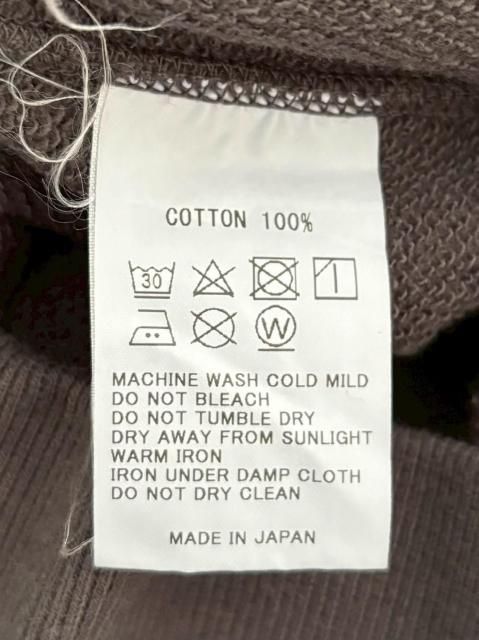 COTTON 100%
30
W
MACHINE WASH COLD MILD
DO NOT BLEACH
DO NOT TUMBLE DRY
DRY AWAY FROM SUNLIGHT
WARM IRON
IRON UNDER DAMP CLOTH
DO NOT DRY CLEAN
MADE IN JAPAN